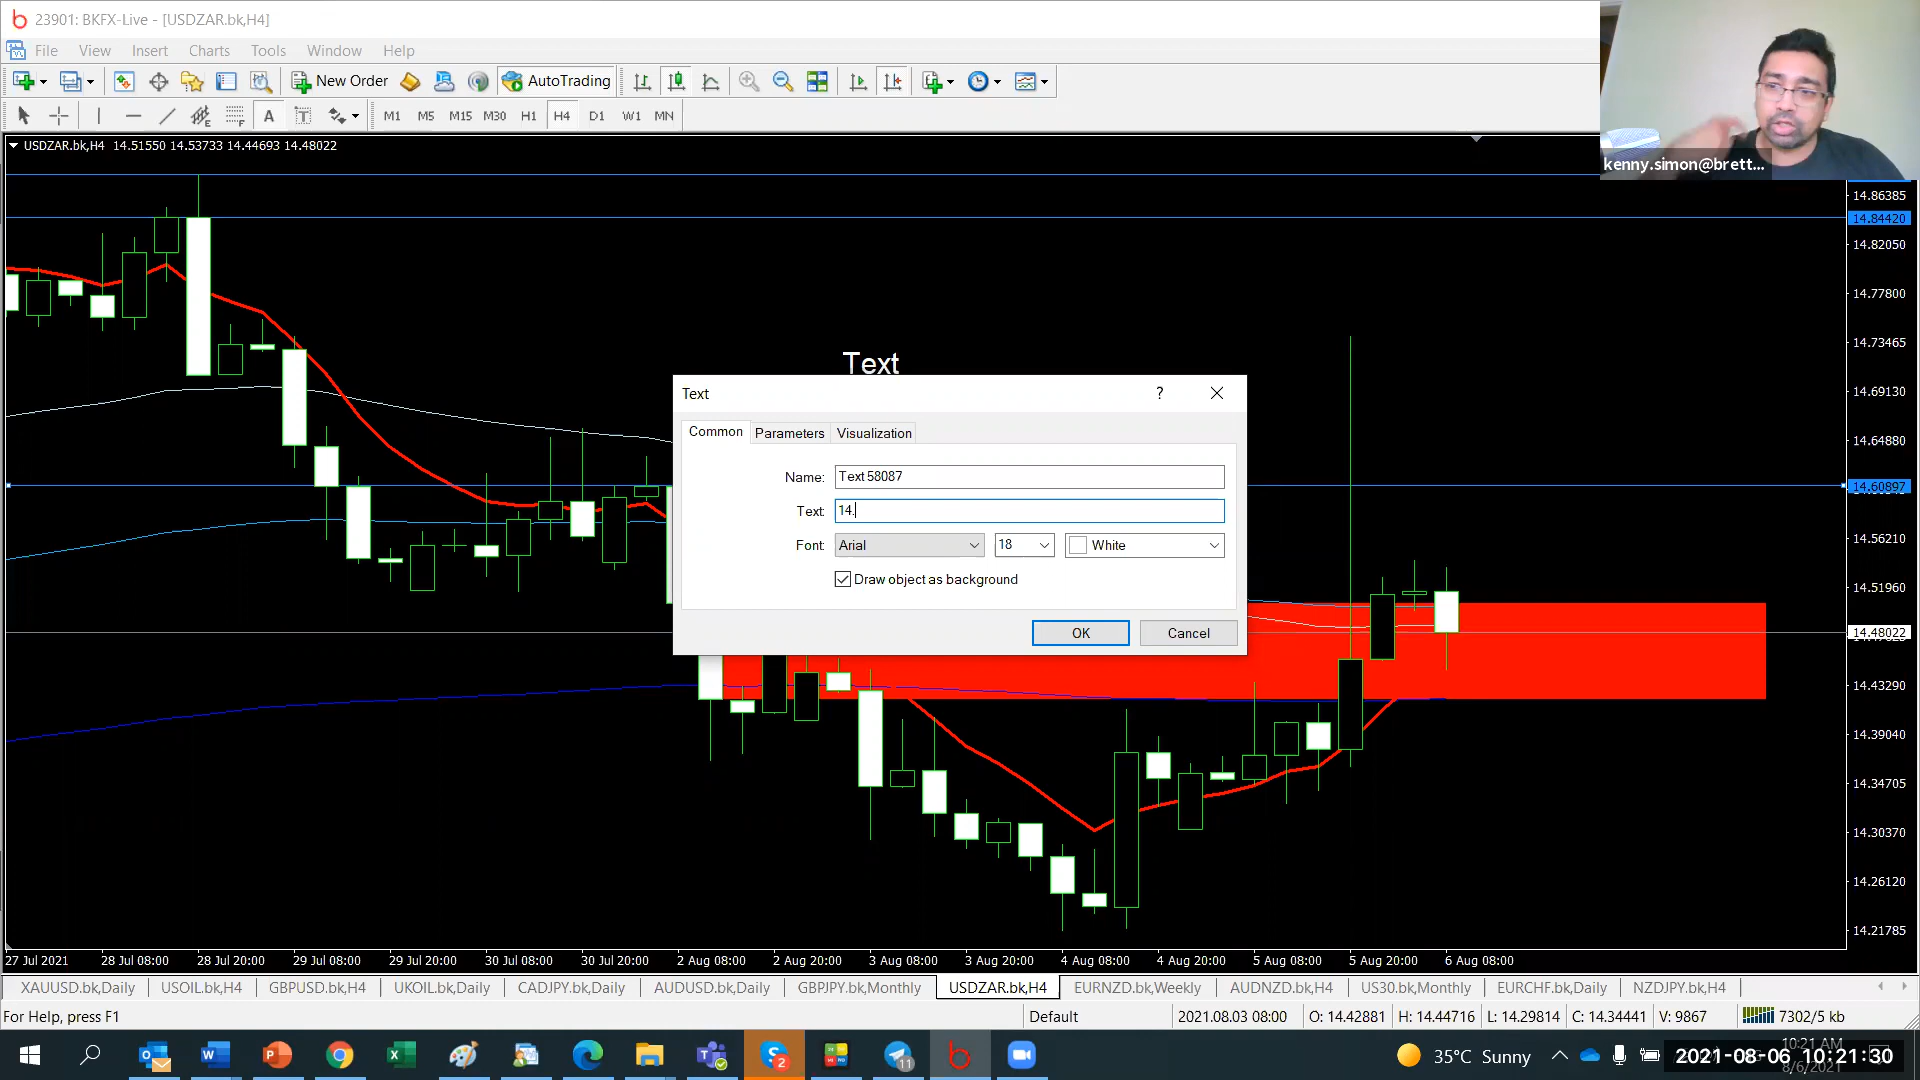 23901: BKFX-Live - [USDZAR.bk,H4]
File View Insert Charts Tools Window Help
New Order AutoTrading
A T M1 M5 M15 M30 H1 H4 D1 W1 MN
kenny.simon@brett...
USDZAR.bk,H4 14.51550 14.53733 14.44693 14.48022
14.86385
14.84420
14.82050
14.77800
14.73465
14.69130
14.64880
14.60897
14.56210
14.51960
14.48022
14.43290
14.39040
14.34705
14.30370
14.26120
14.21785
Text
Text ?
Common Parameters Visualization
Name: Text 58087
Text: 14.
Font: Arial 18 White
Draw object as background
OK Cancel
27 Jul 2021 28 Jul 08:00 28 Jul 20:00 29 Jul 08:00 29 Jul 20:00 30 Jul 08:00 30 Jul 20:00 2 Aug 08:00 2 Aug 20:00 3 Aug 08:00 3 Aug 20:00 4 Aug 08:00 4 Aug 20:00 5 Aug 08:00 5 Aug 20:00 6 Aug 08:00
XAUUSD.bk,Daily USOIL.bk,H4 GBPUSD.bk,H4 UKOIL.bk,Daily CADJPY.bk,Daily AUDUSD.bk,Daily GBPJPY.bk,Monthly USDZAR.bk,H4 EURNZD.bk,Weekly AUDNZD.bk,H4 US30.bk,Monthly EURCHF.bk,Daily NZDJPY.bk,H4
For Help, press F1 Default 2021.08.03 08:00 O: 14.42881 H: 14.44716 L: 14.29814 C: 14.34441 V: 9867 7302/5 kb
2 11 35°C Sunny 10:21 AM
2021-08-06 10:21:30